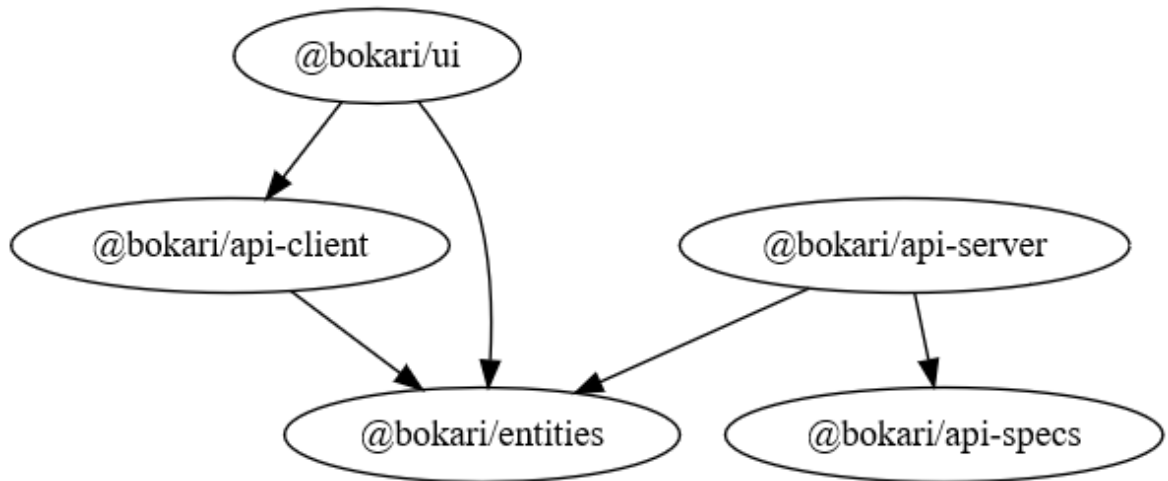 @bokari/ui
@bokari/api-client
@bokari/api-server
@bokari/entities
@bokari/api-specs